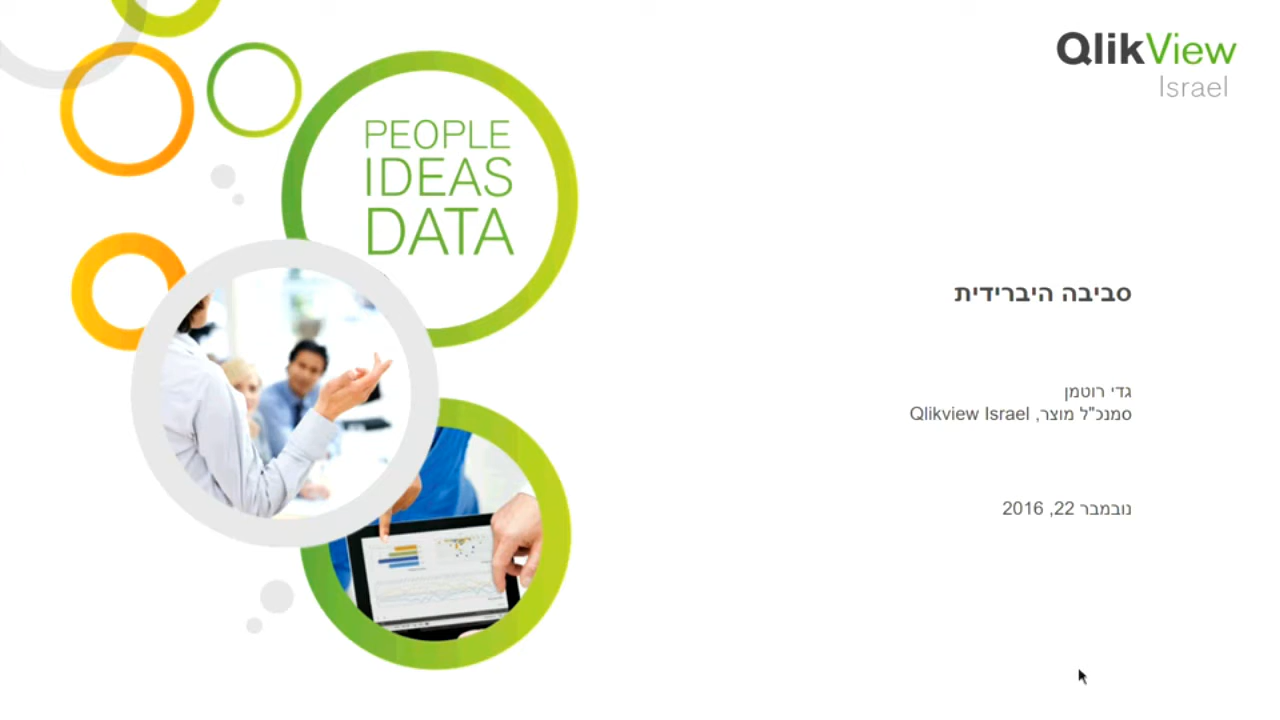 QlikView
Israel
PEOPLE
IDEAS
DATA
סביבה היברידית
גדי רוטמן
סמנכ"ל מוצר, Qlikview Israel
נובמבר 22, 2016